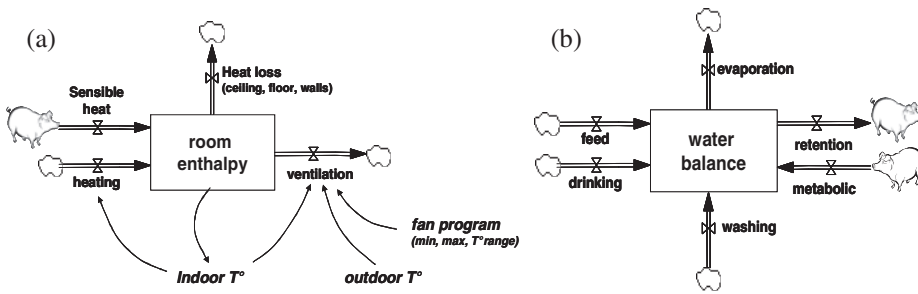 (a)
Heat loss
(ceiling, floor, walls)
Sensible
heat
room
enthalpy
heating
ventilation
fan program
(min, max, T°range)
Indoor T°
outdoor T°
(b)
evaporation
feed
water
balance
retention
drinking
metabolic
washing